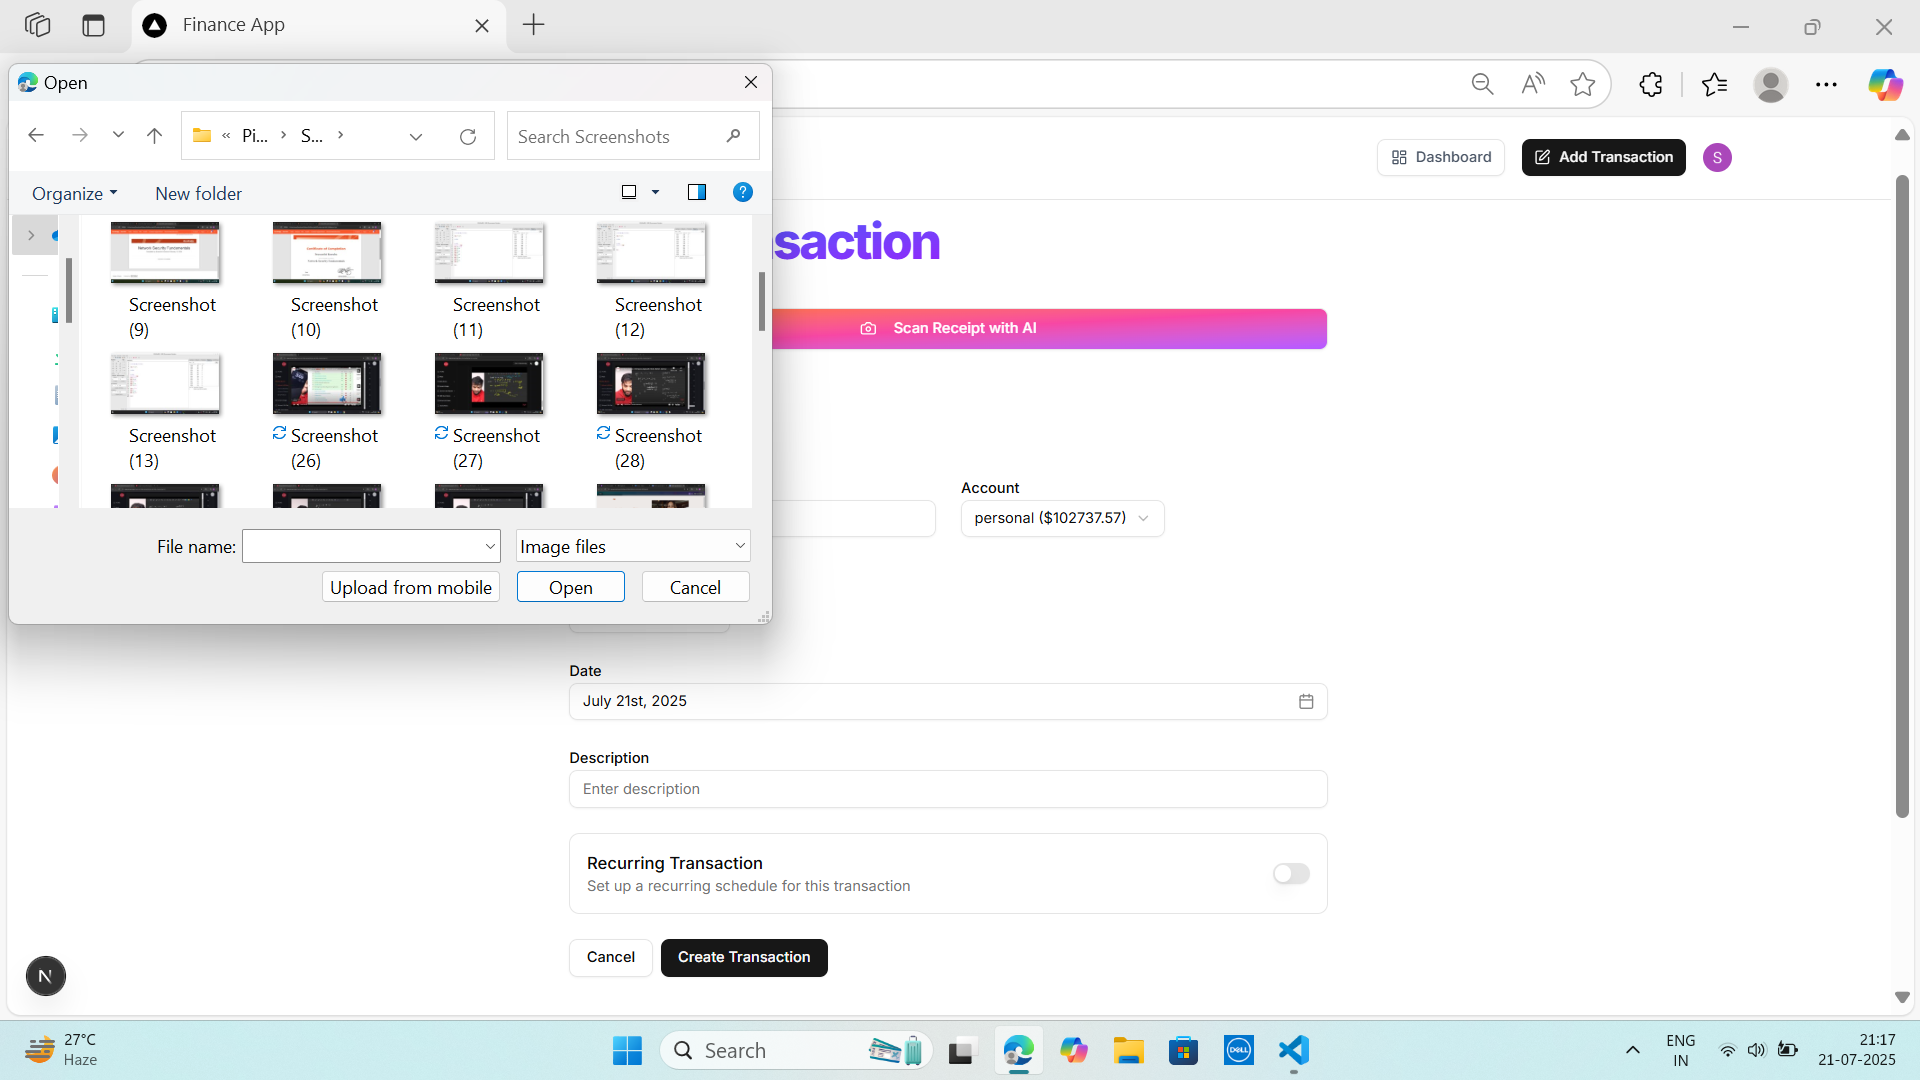 Finance App
Open
Pi...
S...
Search Screenshots
Organize
New folder
Screenshot (9)
Screenshot (10)
Screenshot (11)
Screenshot (12)
Screenshot (13)
Screenshot (26)
Screenshot (27)
Screenshot (28)
File name:
Image files
Upload from mobile
Open
Cancel
Dashboard
Add Transaction
S
saction
Scan Receipt with AI
Account
personal ($102737.57)
Date
July 21st, 2025
Description
Enter description
Recurring Transaction
Set up a recurring schedule for this transaction
Cancel
Create Transaction
N
27°C
Haze
Search
DELL
ENG
IN
21:17
21-07-2025